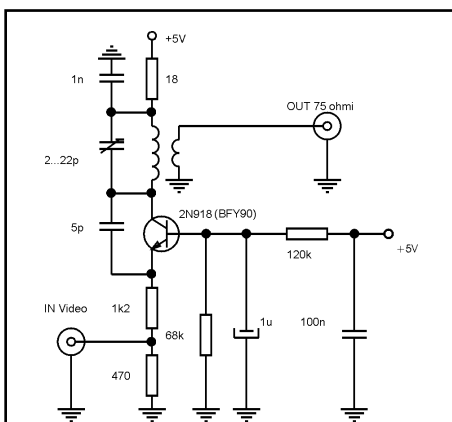 +5V
1n
18
OUT 75 ohmi
2...22p
2N918 (BFY90)
5p
+5V
120k
IN Video
1k2
68k
1u
100n
470